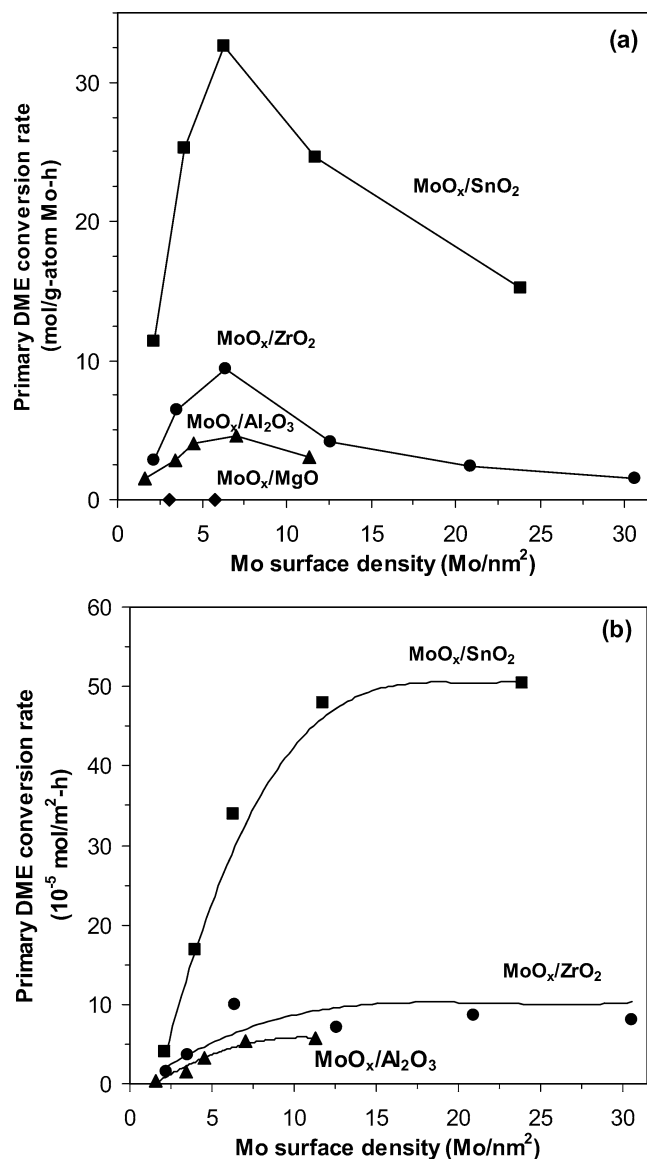 (a)
Primary DME conversion rate
(mol/g-atom Mo-h)
30
20
10
0
MoOₓ/SnO₂
MoOₓ/ZrO₂
MoOₓ/Al₂O₃
MoOₓ/MgO
0 5 10 15 20 25 30
Mo surface density (Mo/nm²)
(b)
Primary DME conversion rate
(10⁻⁵ mol/m²-h)
60
50
40
30
20
10
0
MoOₓ/SnO₂
MoOₓ/ZrO₂
MoOₓ/Al₂O₃
0 5 10 15 20 25 30
Mo surface density (Mo/nm²)